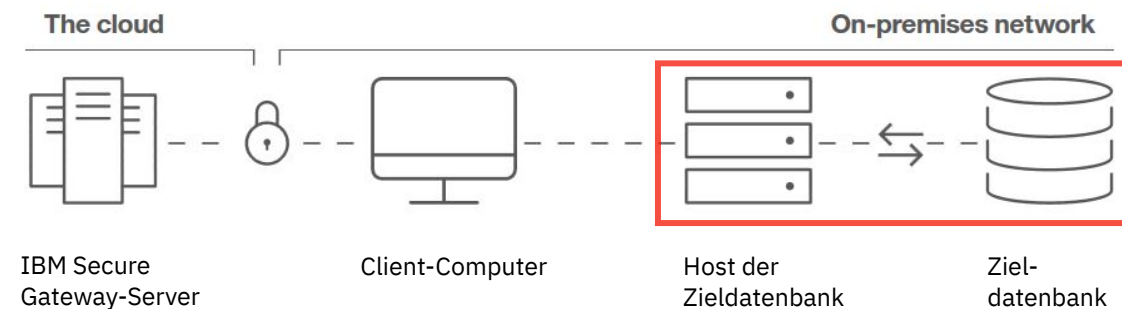 The cloud
On-premises network
IBM Secure
Gateway-Server
Client-Computer
Host der
Zieldatenbank
Ziel-
datenbank